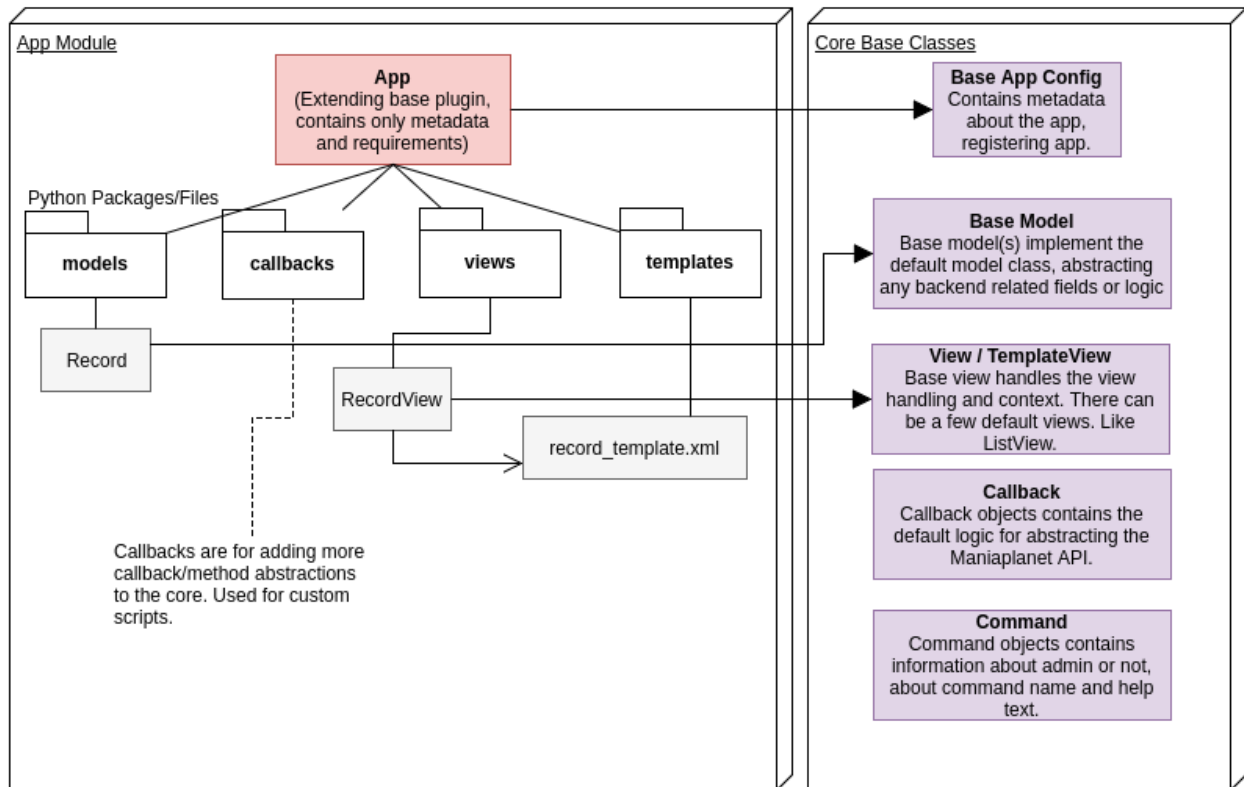 App Module
App
(Extending base plugin,
contains only metadata
and requirements)
Python Packages/Files
models
callbacks
views
templates
Record
RecordView
record_template.xml
Callbacks are for adding more
callback/method abstractions
to the core. Used for custom
scripts.
Core Base Classes
Base App Config
Contains metadata
about the app,
registering app.
Base Model
Base model(s) implement the
default model class, abstracting
any backend related fields or logic
View / TemplateView
Base view handles the view
handling and context. There can
be a few default views. Like
ListView.
Callback
Callback objects contains the
default logic for abstracting the
Maniaplanet API.
Command
Command objects contains
information about admin or not,
about command name and help
text.